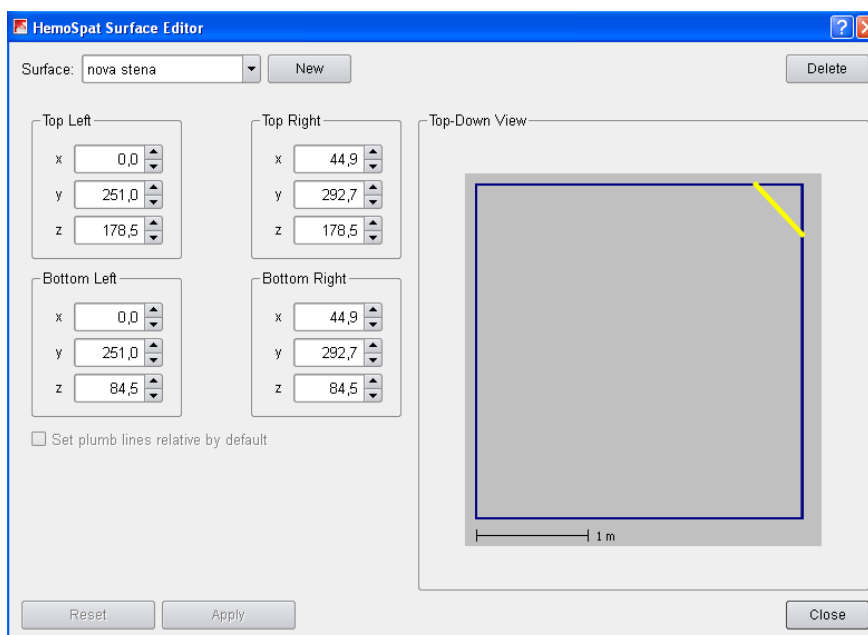 HemoSpat Surface Editor
Surface: nova stena New Delete
Top Left Top Right Top-Down View
x 0,0 x 44,9
y 251,0 y 292,7
z 178,5 z 178,5
Bottom Left Bottom Right
x 0,0 x 44,9
y 251,0 y 292,7
z 84,5 z 84,5
Set plumb lines relative by default
1 m
Reset Apply Close